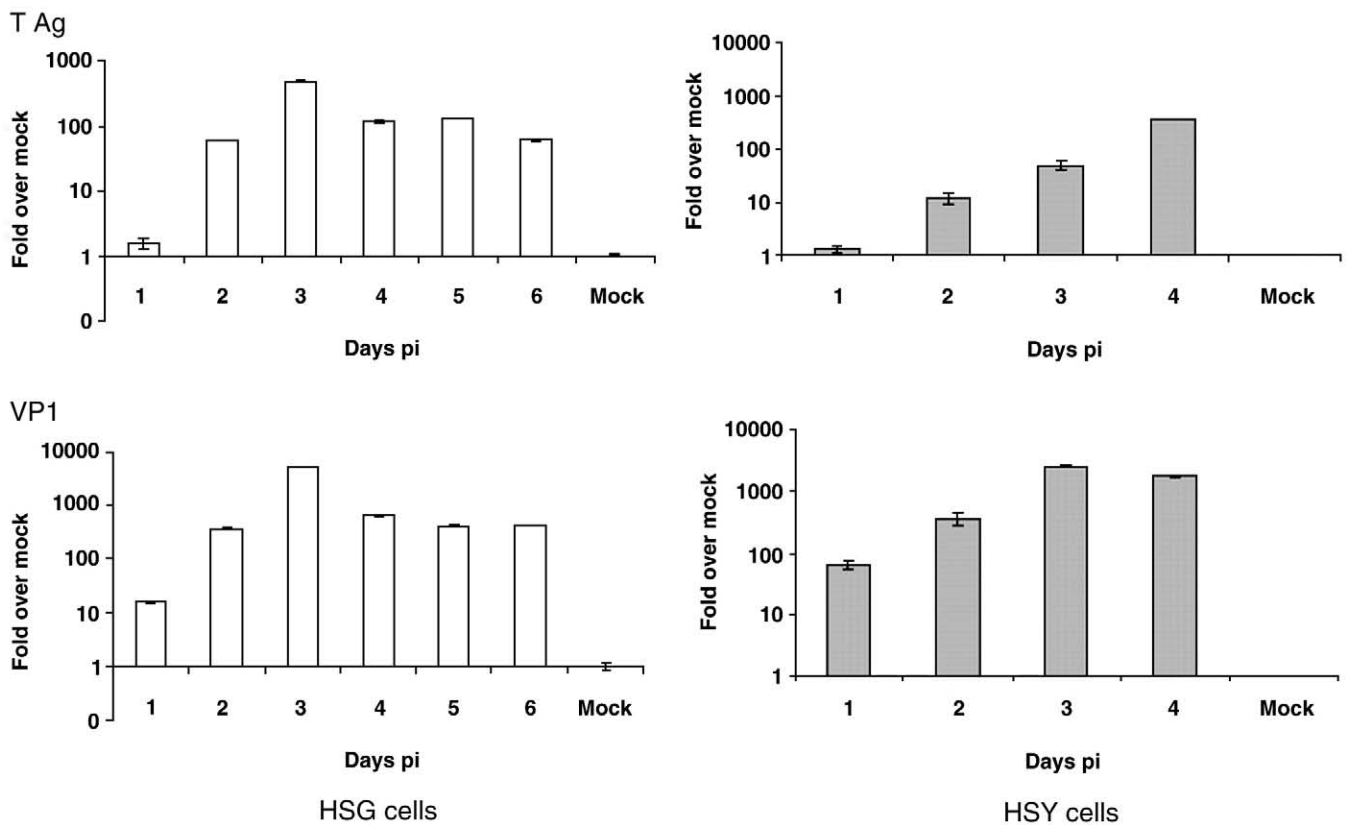 T Ag
1000
100
10
1
0
Fold over mock
1 2 3 4 5 6 Mock
Days pi
10000
1000
100
10
1
Fold over mock
1 2 3 4 Mock
Days pi
VP1
10000
1000
100
10
1
0
Fold over mock
1 2 3 4 5 6 Mock
Days pi
HSG cells
10000
1000
100
10
1
Fold over mock
1 2 3 4 Mock
Days pi
HSY cells